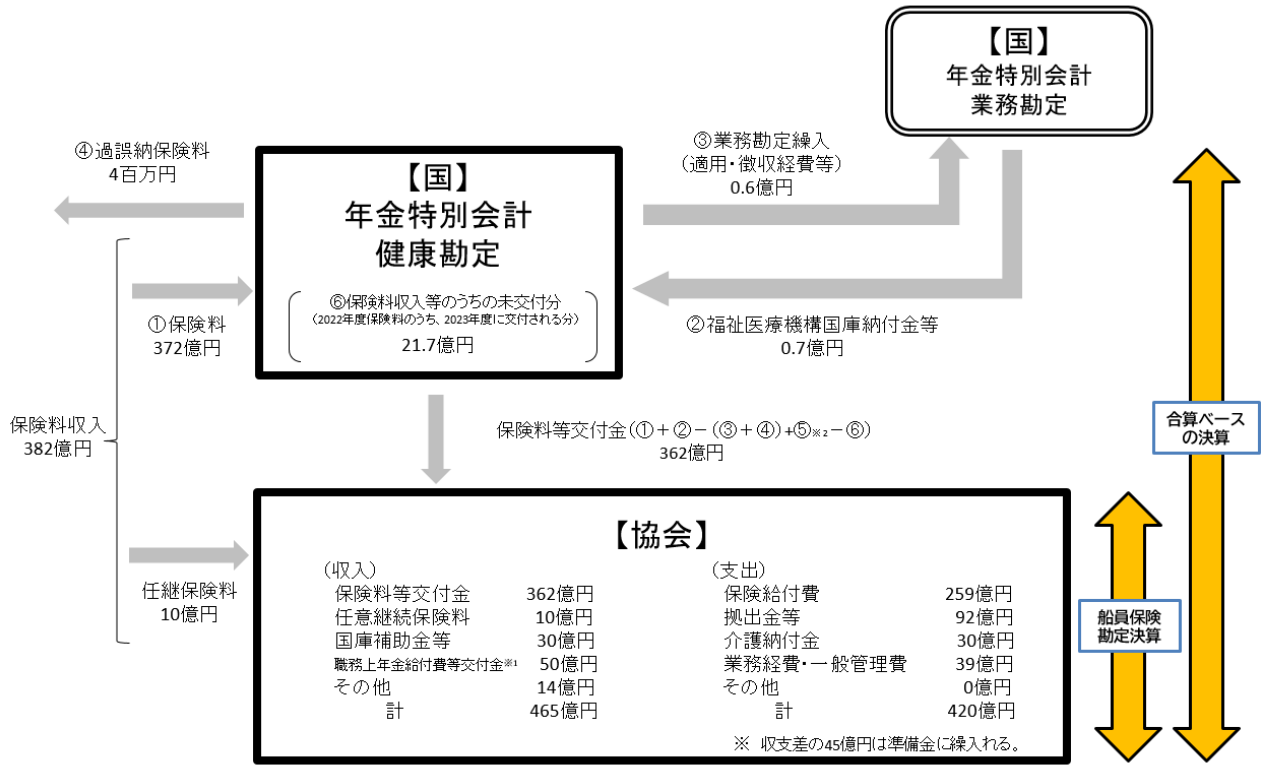 【国】
年金特別会計
業務勘定
④過誤納保険料
4百万円
③業務勘定繰入
(適用・徴収経費等)
0.6億円
【国】
年金特別会計
健康勘定
⑥保険料収入等のうちの未交付分
(2022年度保険料のうち、2023年度に交付される分)
21.7億円
①保険料
372億円
②福祉医療機構国庫納付金等
0.7億円
保険料収入
382億円
保険料等交付金(①+②-(③+④)+⑤※2-⑥)
362億円
合算ベース
の決算
任継保険料
10億円
【協会】
(収入)
保険料等交付金 362億円
任意継続保険料 10億円
国庫補助金等 30億円
職務上年金給付費等交付金※1 50億円
その他 14億円
計 465億円
(支出)
保険給付費 259億円
拠出金等 92億円
介護納付金 30億円
業務経費・一般管理費 39億円
その他 0億円
計 420億円
※ 収支差の45億円は準備金に繰入れる。
船員保険
勘定決算